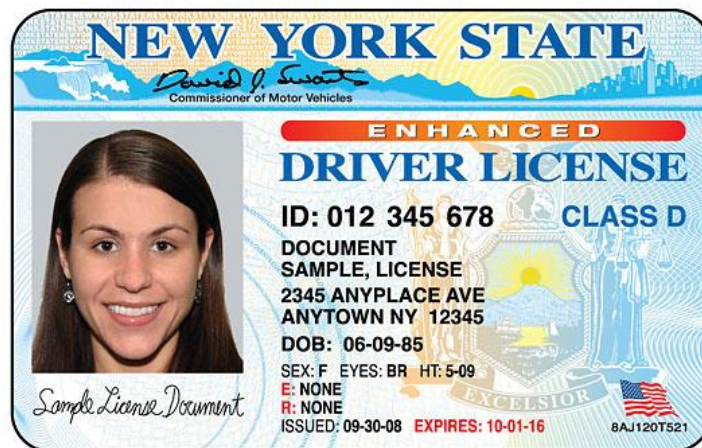 NEW YORK STATE
David J. Swarts
Commissioner of Motor Vehicles
ENHANCED
DRIVER LICENSE
ID: 012 345 678 CLASS D
DOCUMENT
SAMPLE, LICENSE
2345 ANYPLACE AVE
ANYTOWN NY 12345
DOB: 06-09-85
SEX: F EYES: BR HT: 5-09
E: NONE
R: NONE
ISSUED: 09-30-08 EXPIRES: 10-01-16
Sample License Document
EXCELSIOR
8AJ120T521